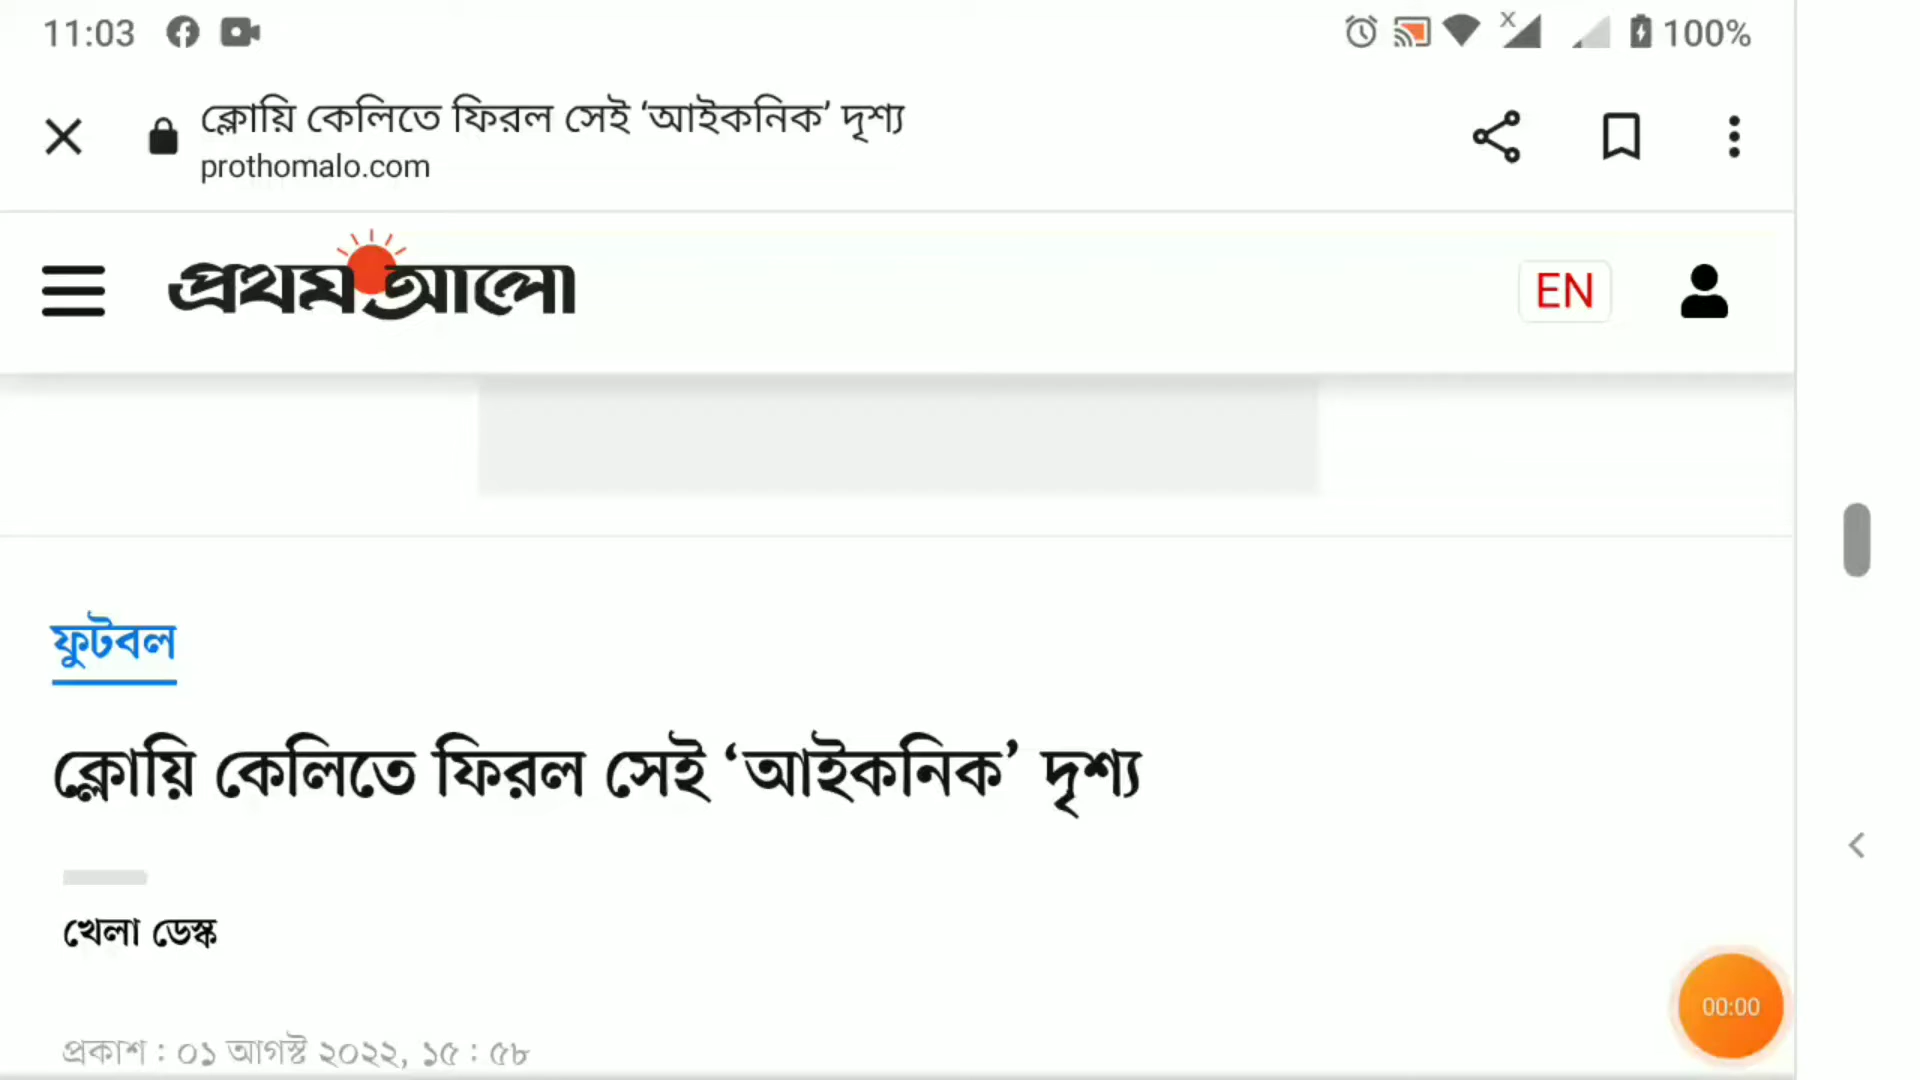 11:03
100%
ক্লোয়ি কেলিতে ফিরল সেই ‘আইকনিক’ দৃশ্য
prothomalo.com
প্রথম আলো
EN
ফুটবল
ক্লোয়ি কেলিতে ফিরল সেই ‘আইকনিক’ দৃশ্য
খেলা ডেস্ক
00:00
প্রকাশ : ০১ আগস্ট ২০২২, ১৫ : ৫৮